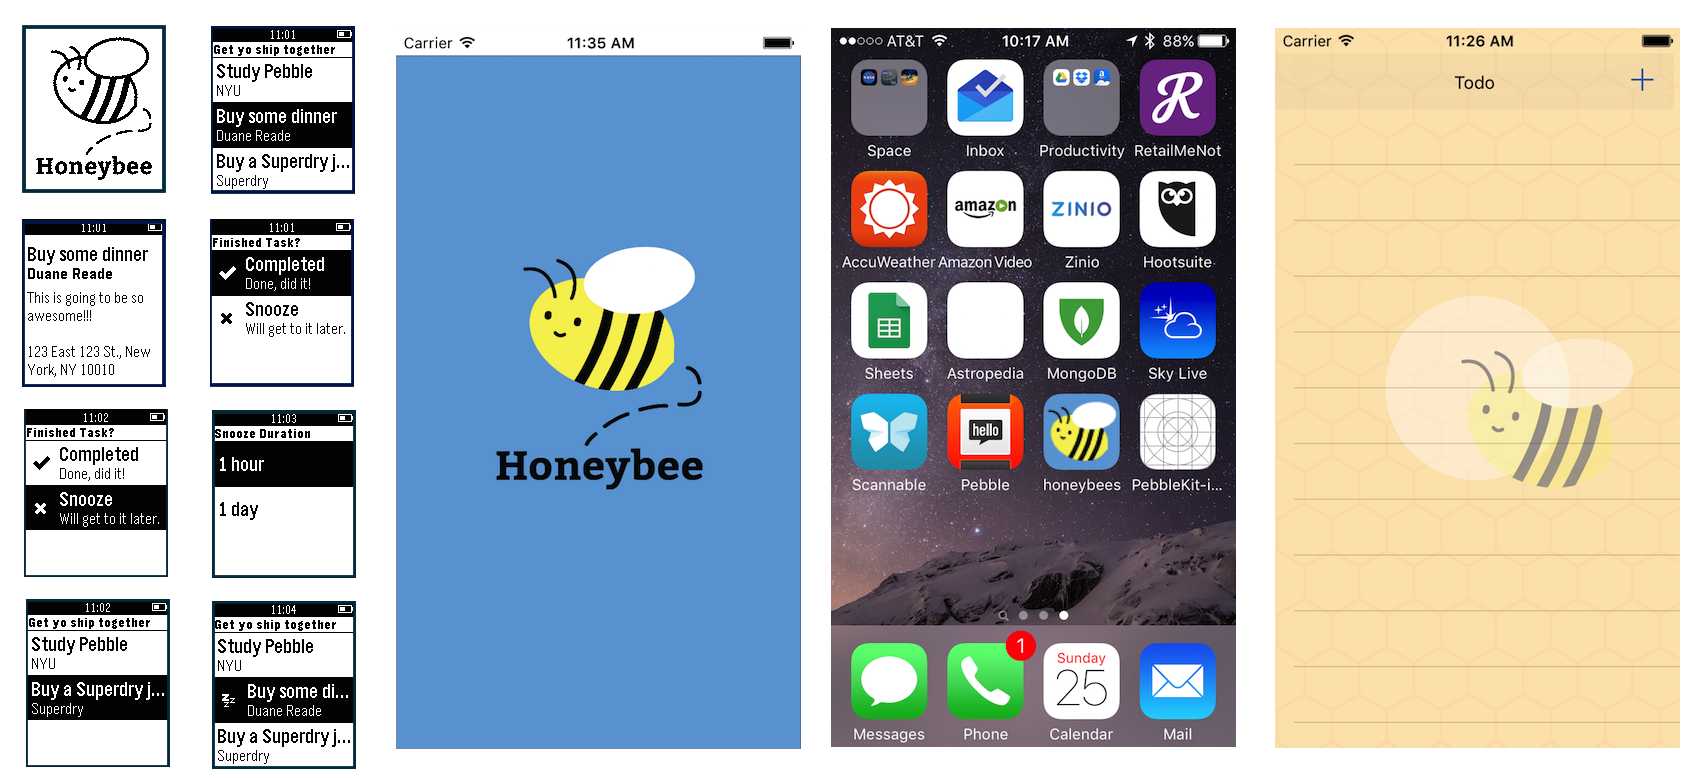 Honeybee
11:01
Get yo ship together
Study Pebble
NYU
Buy some dinner
Duane Reade
Buy a Superdry j...
Superdry
11:01
Buy some dinner
Duane Reade
This is going to be so
awesome!!!
123 East 123 St., New
York, NY 10010
11:01
Finished Task?
Completed
Done, did it!
Snooze
Will get to it later.
11:02
Finished Task?
Completed
Done, did it!
Snooze
Will get to it later.
11:03
Snooze Duration
1 hour
1 day
11:02
Get yo ship together
Study Pebble
NYU
Buy a Superdry j...
Superdry
11:04
Get yo ship together
Study Pebble
NYU
Buy some di...
Duane Reade
Buy a Superdry j...
Superdry
Carrier 11:35 AM
Honeybee
AT&T 10:17 AM 88%
Space Inbox Productivity RetailMeNot
amazon ZINIO
AccuWeather Amazon Video Zinio Hootsuite
Sheets Astropedia MongoDB Sky Live
hello
Scannable Pebble honeybees PebbleKit-i...
1
Sunday
25
Messages Phone Calendar Mail
Carrier 11:26 AM
Todo